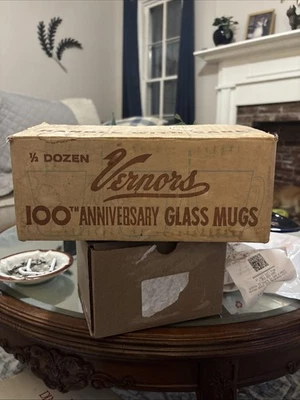 ½ DOZEN
Vernors
100TH ANNIVERSARY GLASS MUGS